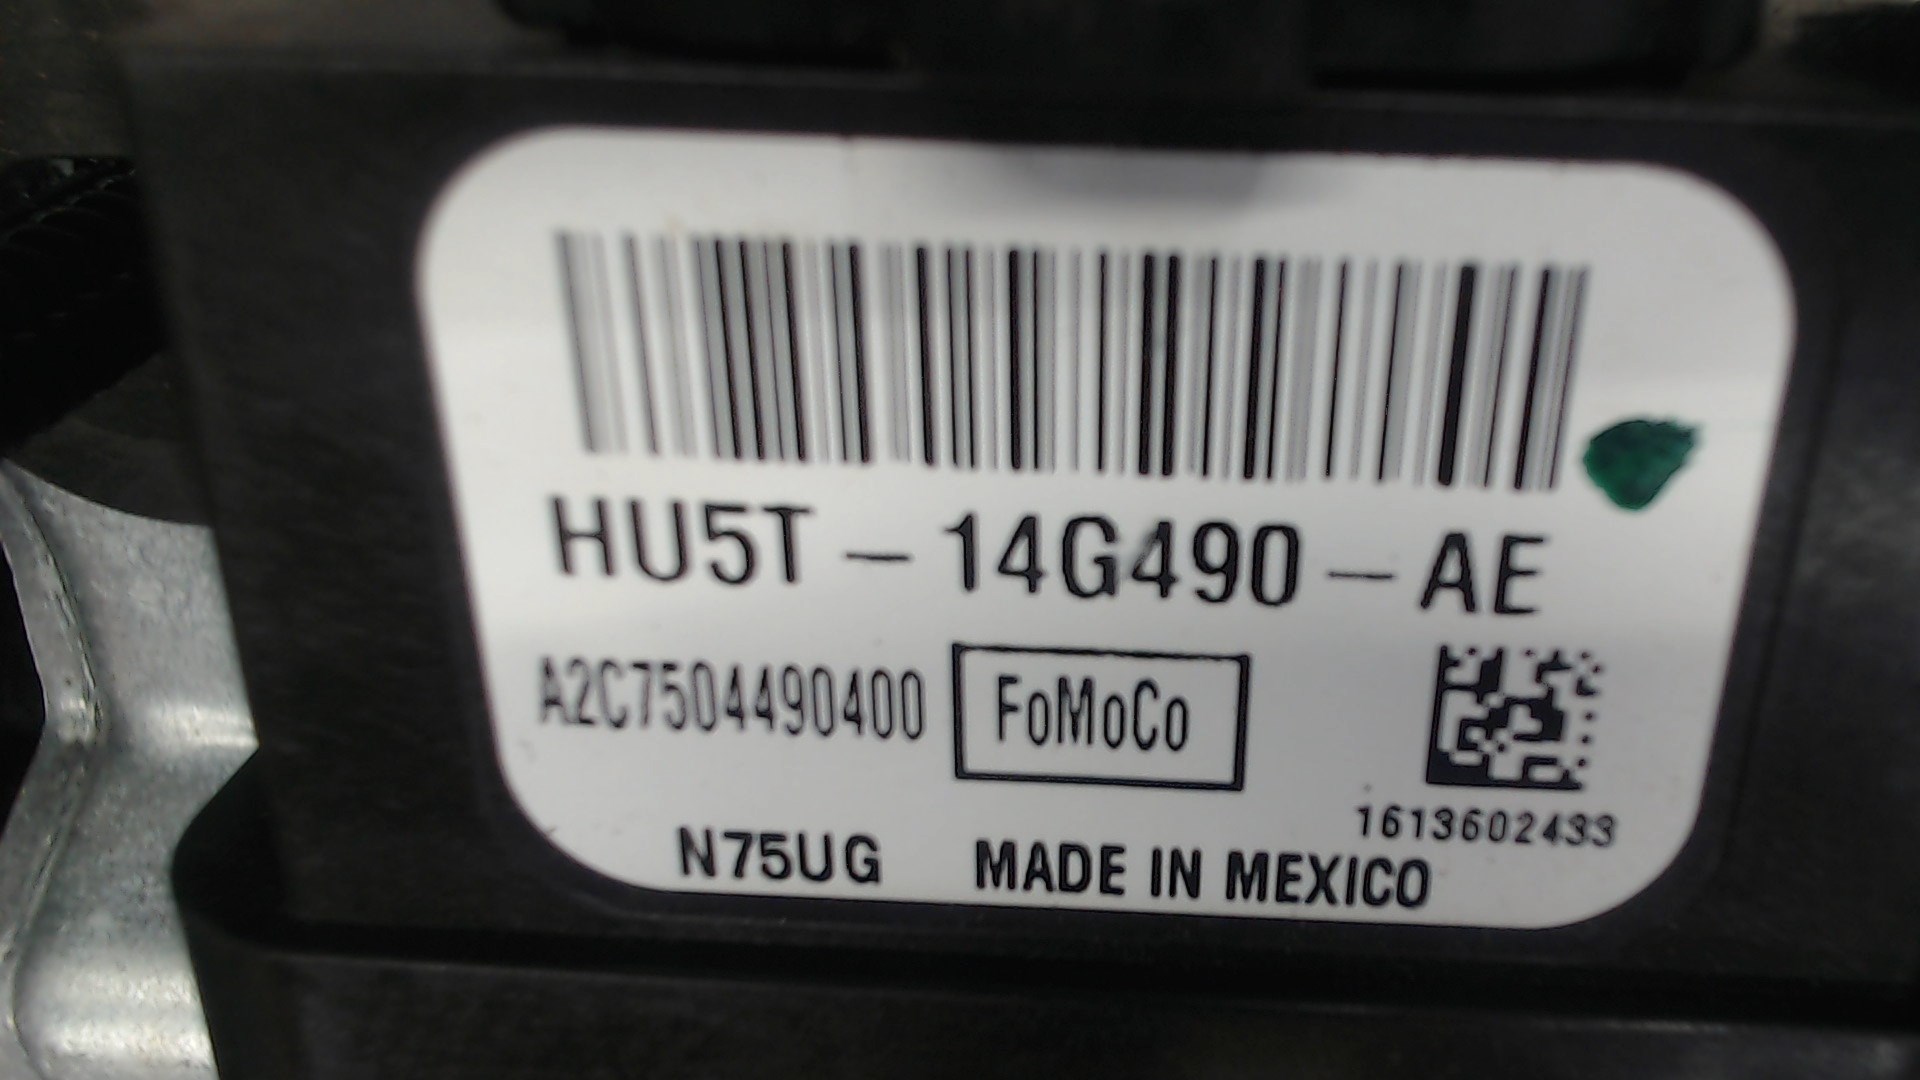 HU5T-14G490-AE
A2C7504490400 FoMoCo
1613602433
N75UG MADE IN MEXICO